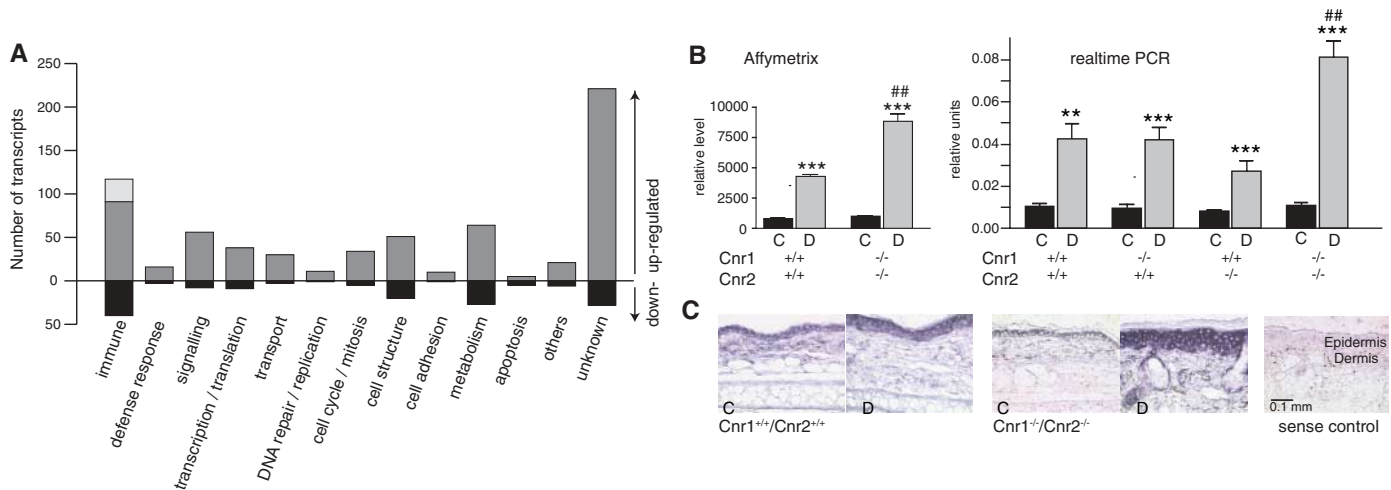 A
Number of transcripts
250
200
150
100
50
0
50
up-regulated
down-
immune
defense response
signalling
transcription / translation
transport
DNA repair / replication
cell cycle / mitosis
cell structure
cell adhesion
metabolism
apoptosis
others
unknown
B
Affymetrix
relative level
10000
7500
5000
2500
0
***
##
***
C D C D
Cnr1 +/+ -/-
Cnr2 +/+ -/-
realtime PCR
relative units
0.08
0.06
0.04
0.02
0.00
**
***
***
##
***
C D C D C D C D
Cnr1 +/+ -/- +/+ -/-
Cnr2 +/+ +/+ -/- -/-
C
C D
Cnr1+/+/Cnr2+/+
C D
Cnr1-/-/Cnr2-/-
Epidermis
Dermis
0.1 mm
sense control